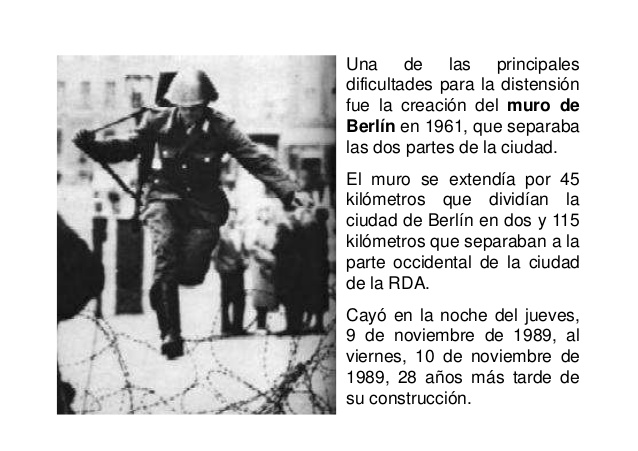 Una de las principales
dificultades para la distensión
fue la creación del muro de
Berlín en 1961, que separaba
las dos partes de la ciudad.
El muro se extendía por 45
kilómetros que dividían la
ciudad de Berlín en dos y 115
kilómetros que separaban a la
parte occidental de la ciudad
de la RDA.
Cayó en la noche del jueves,
9 de noviembre de 1989, al
viernes, 10 de noviembre de
1989, 28 años más tarde de
su construcción.